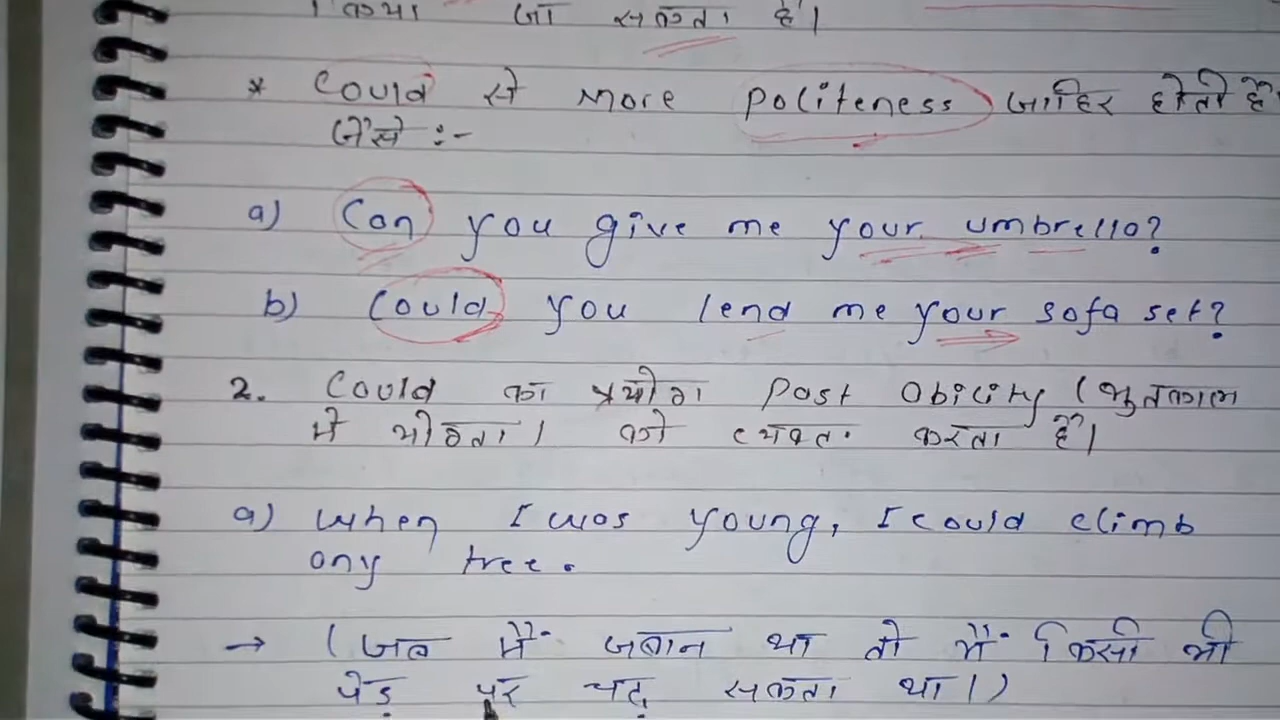 किया जा सकता है।
* Could से More Politeness जाहिर होती है।
जैसे :-
a) Can you give me your umbrella?
b) Could you lend me your sofa set?
2. Could का प्रयोग Past Ability (भूतकाल
में योग्यता) को व्यक्त करता है।
a) When I was young, I could climb
any tree.
→ (जब मैं जवान था तो मैं किसी भी
पेड़ पर चढ़ सकता था।)